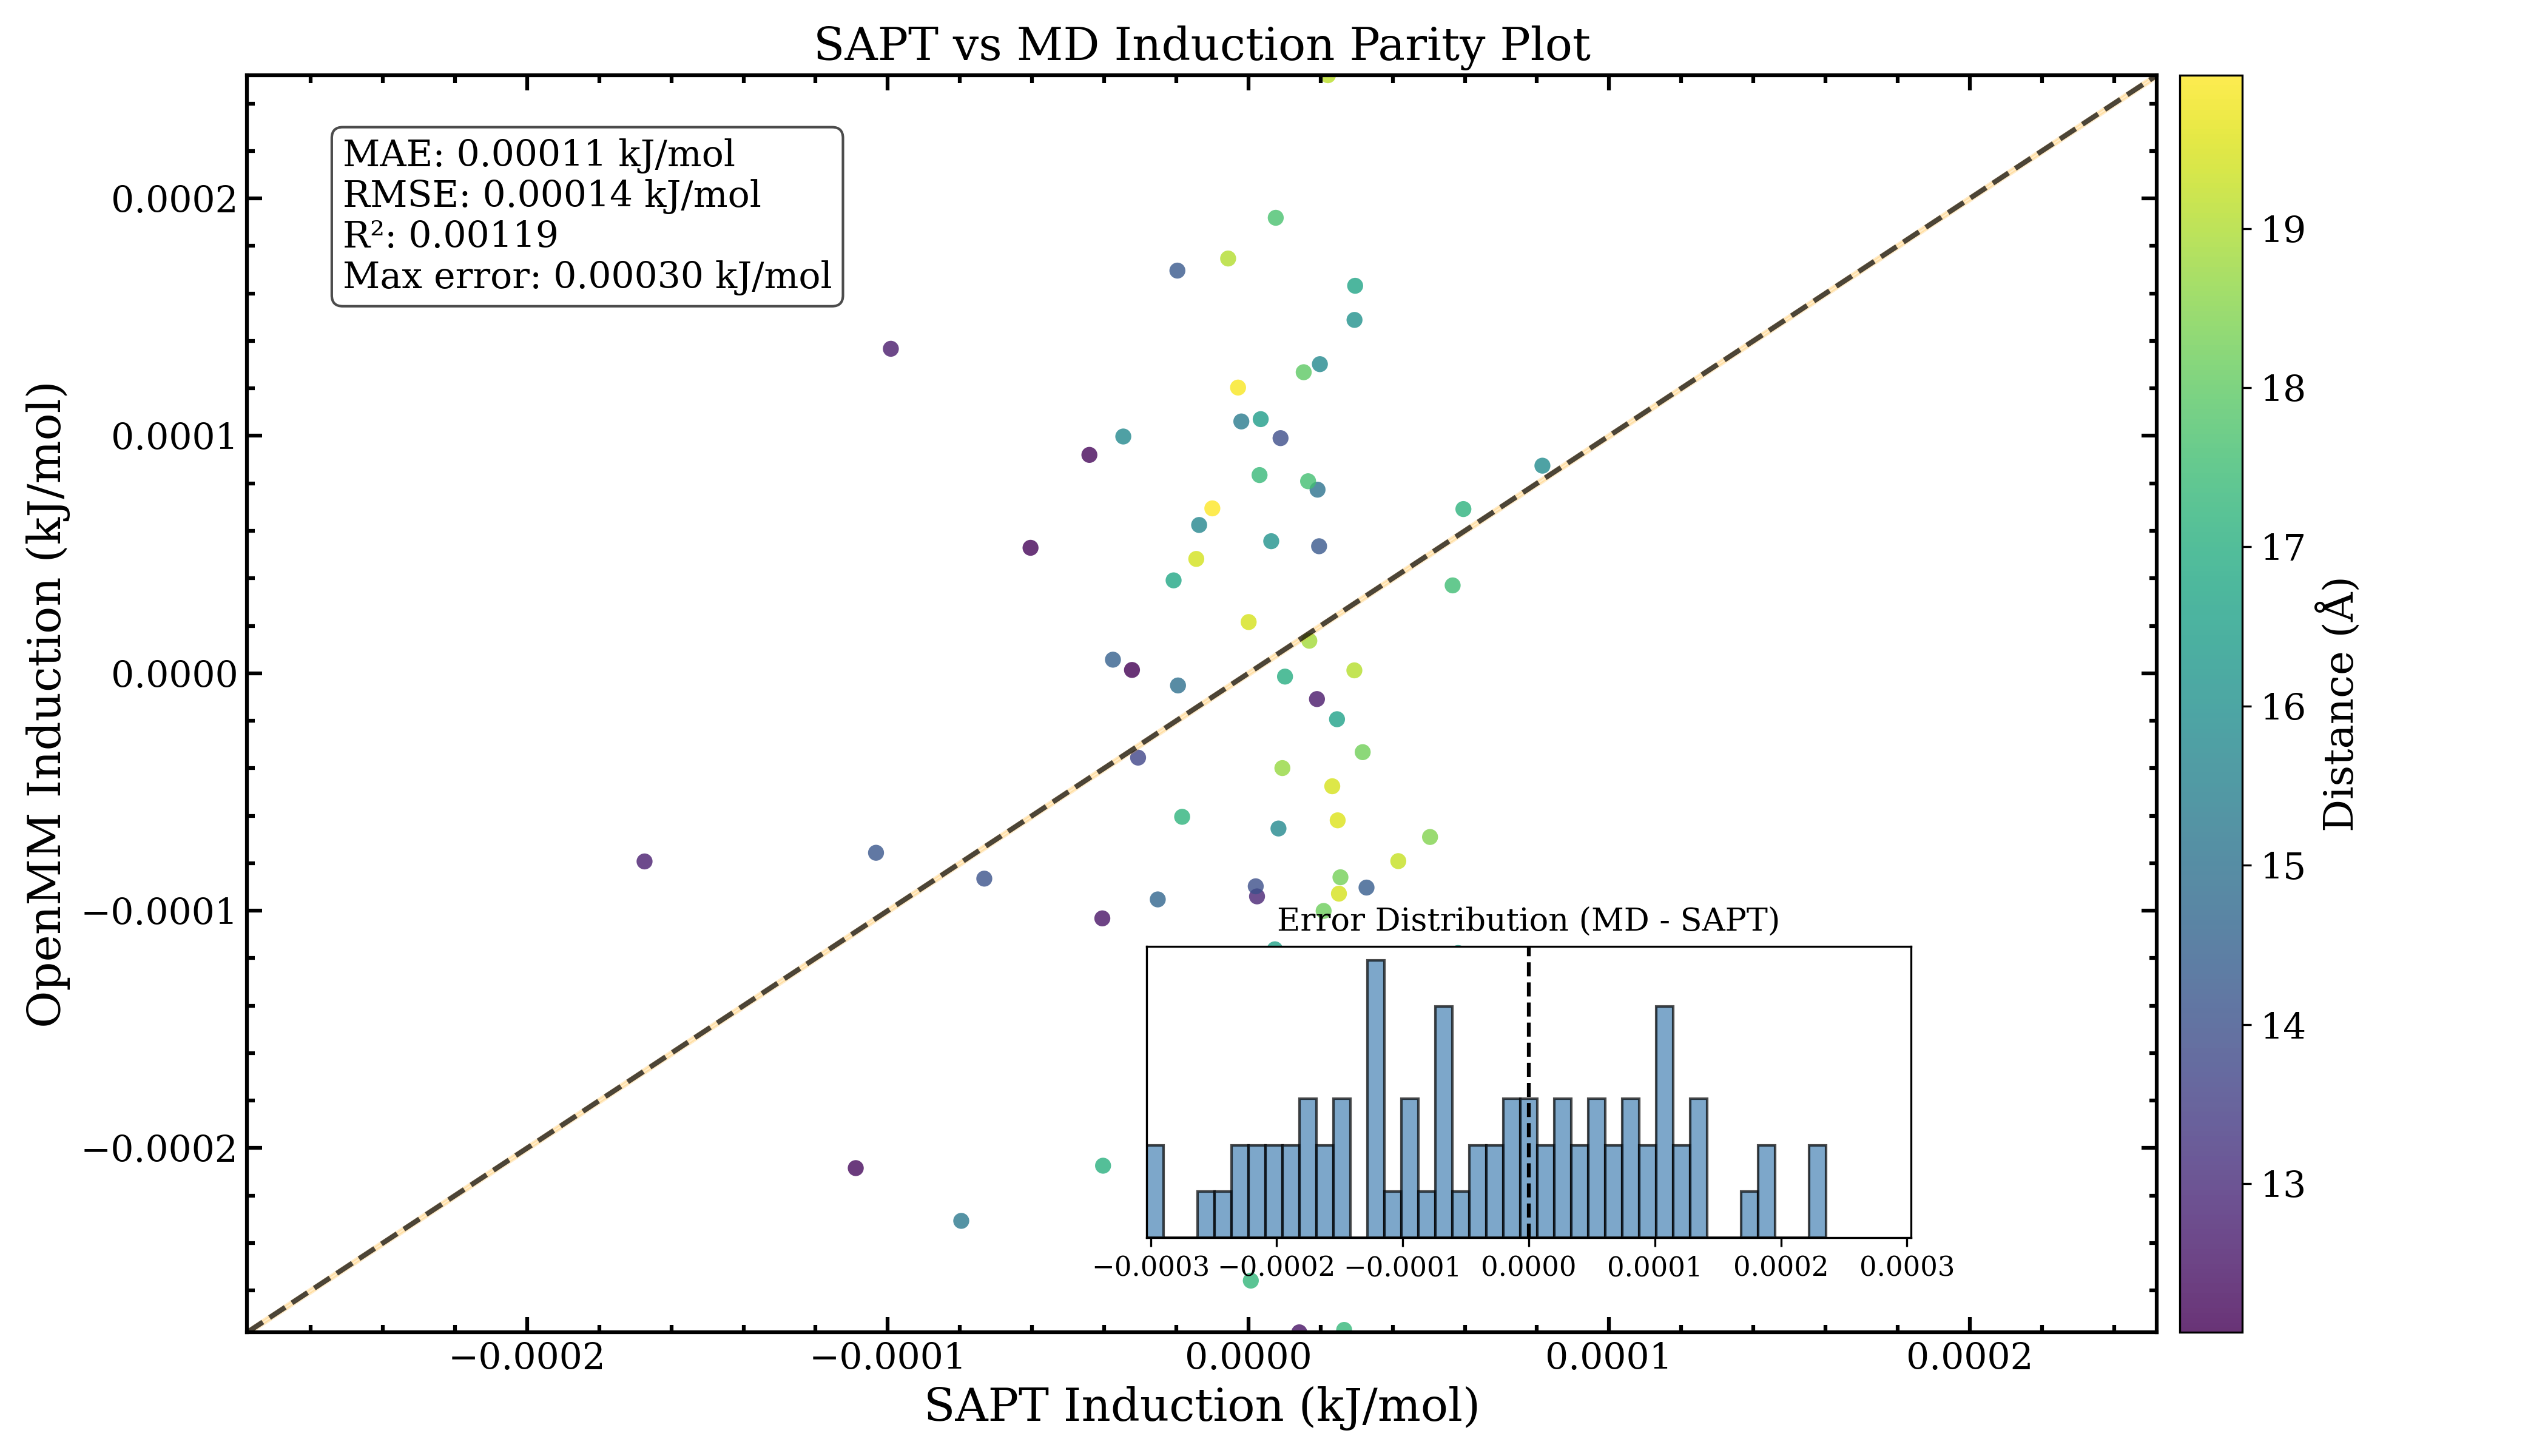 SAPT vs MD Induction Parity Plot
MAE: 0.00011 kJ/mol
RMSE: 0.00014 kJ/mol
R²: 0.00119
Max error: 0.00030 kJ/mol
OpenMM Induction (kJ/mol)
0.0002
0.0001
0.0000
−0.0001
−0.0002
Error Distribution (MD - SAPT)
−0.0003 −0.0002 −0.0001 0.0000 0.0001 0.0002 0.0003
−0.0002 −0.0001 0.0000 0.0001 0.0002
SAPT Induction (kJ/mol)
19
18
17
16
15
14
13
Distance (Å)